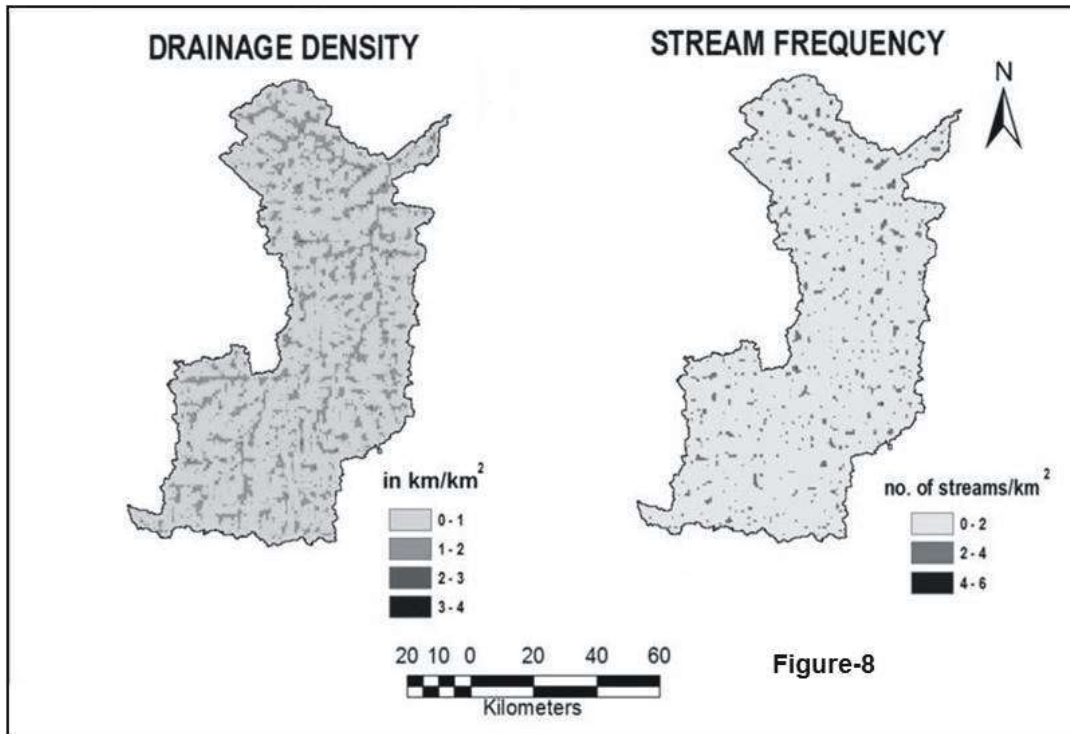 DRAINAGE DENSITY
STREAM FREQUENCY
N
in km/km²
0 - 1
1 - 2
2 - 3
3 - 4
no. of streams/km²
0 - 2
2 - 4
4 - 6
20 10 0 20 40 60
Kilometers
Figure-8